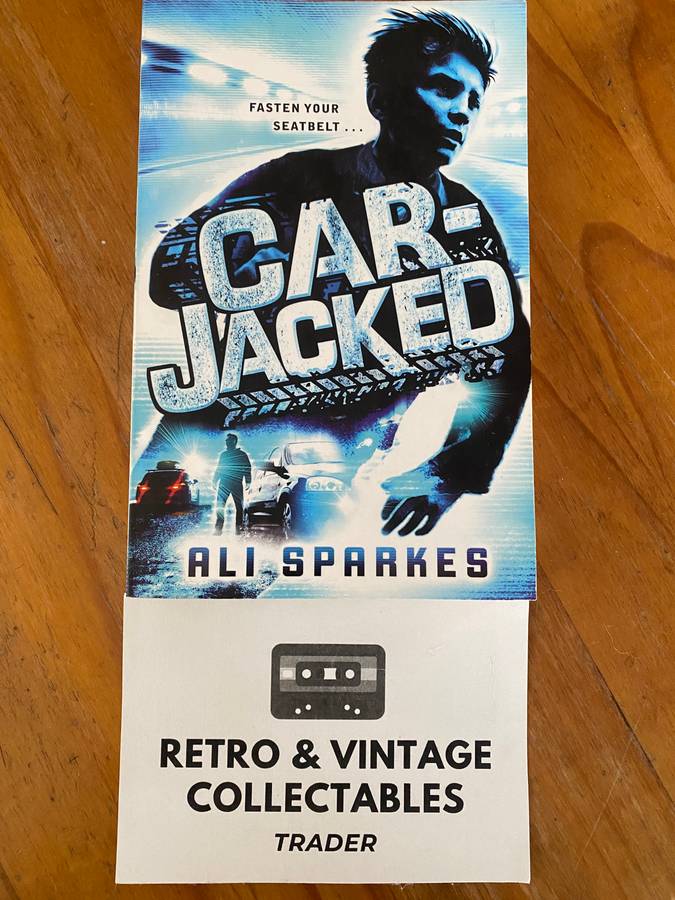 FASTEN YOUR
SEATBELT . . .
CAR-
JACKED
ALI SPARKES
RETRO & VINTAGE
COLLECTABLES
TRADER